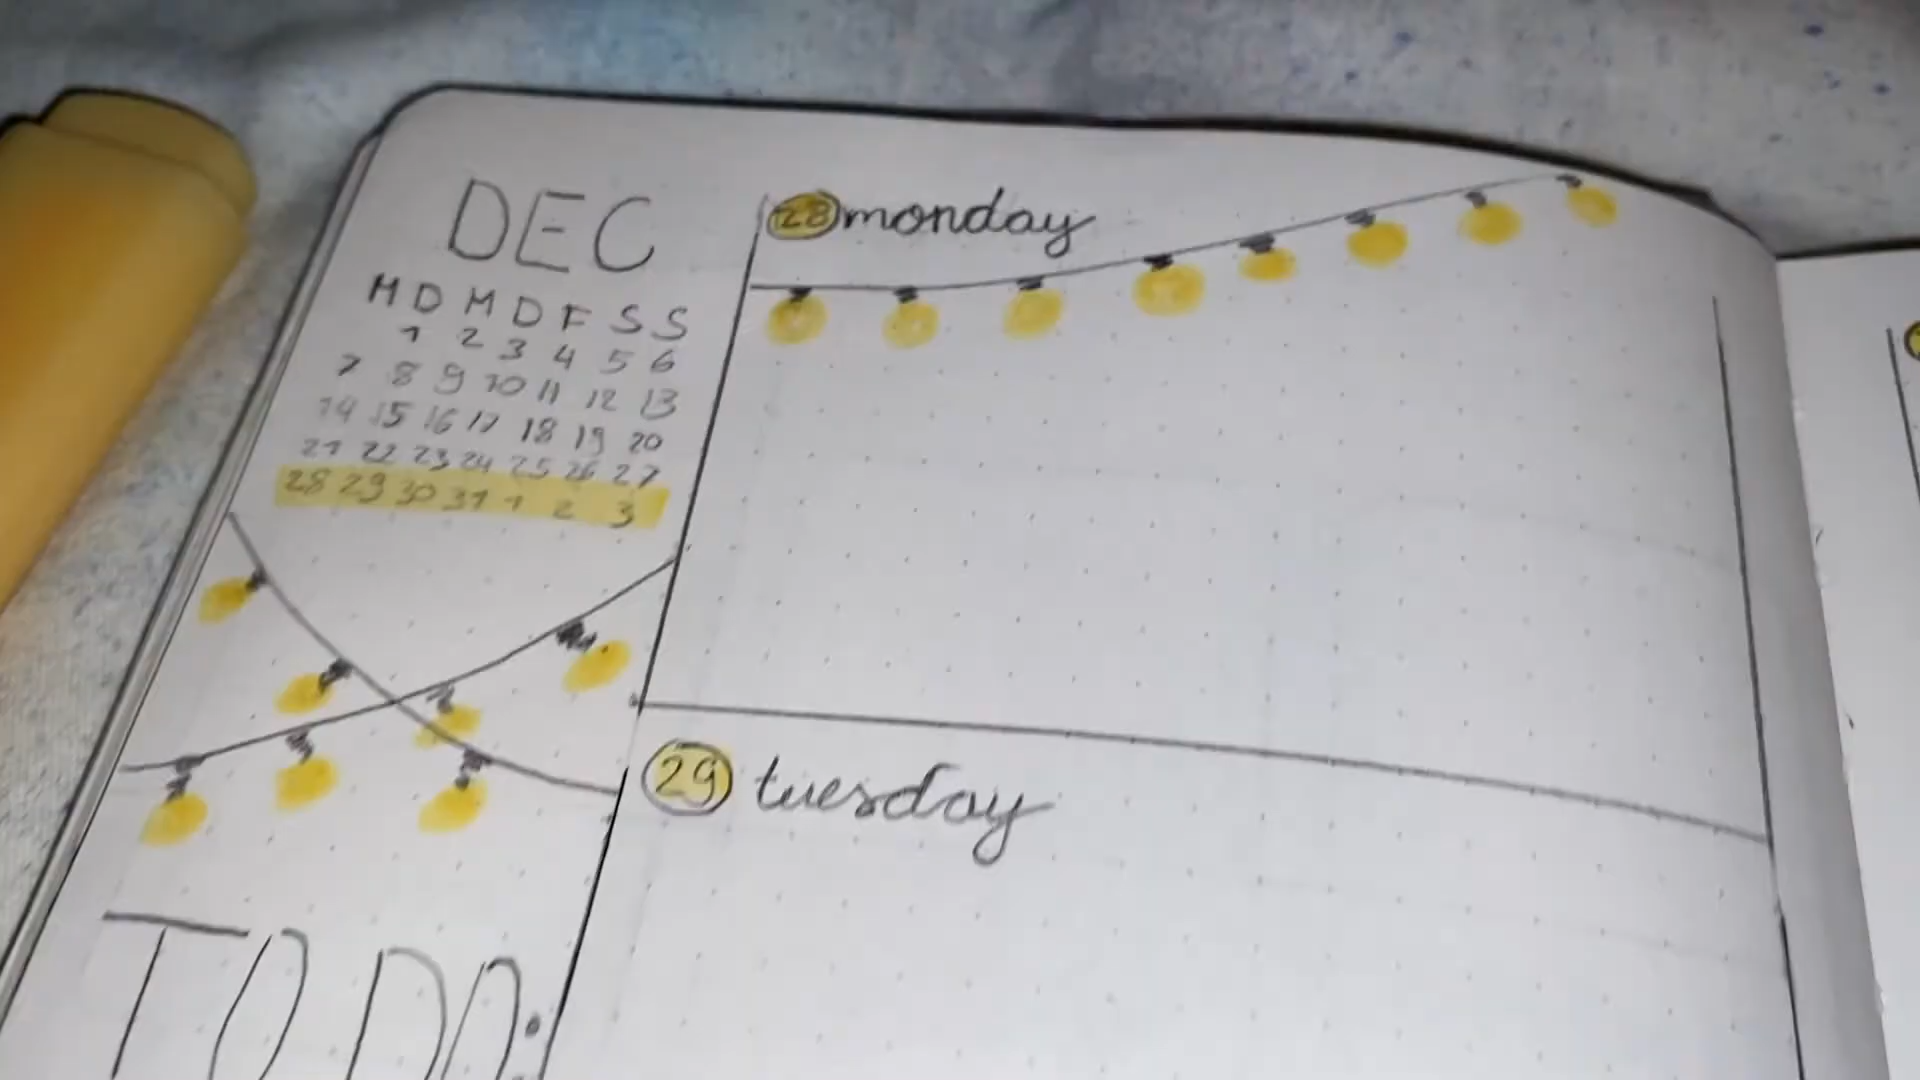 DEC
M D M D F S S
1 2 3 4 5 6
7 8 9 10 11 12 13
14 15 16 17 18 19 20
21 22 23 24 25 26 27
28 29 30 31 1 2 3
TO DO:
28 monday
29 tuesday